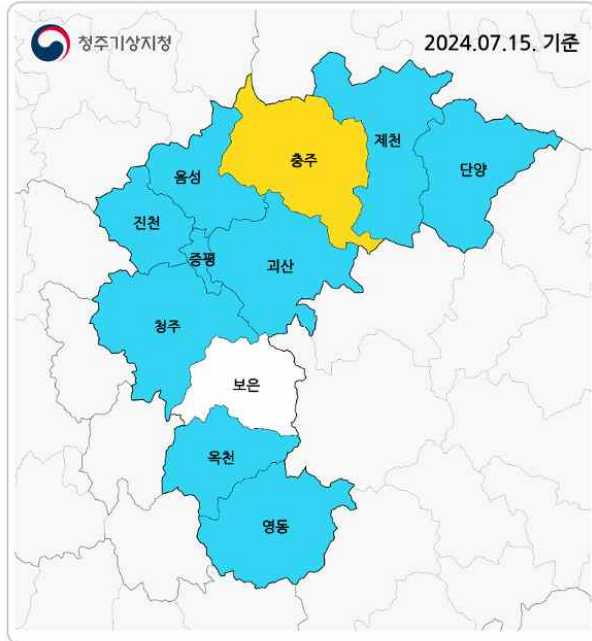 청주기상지청
2024.07.15. 기준
제천
충주
단양
음성
진천
증평
괴산
청주
보은
옥천
영동